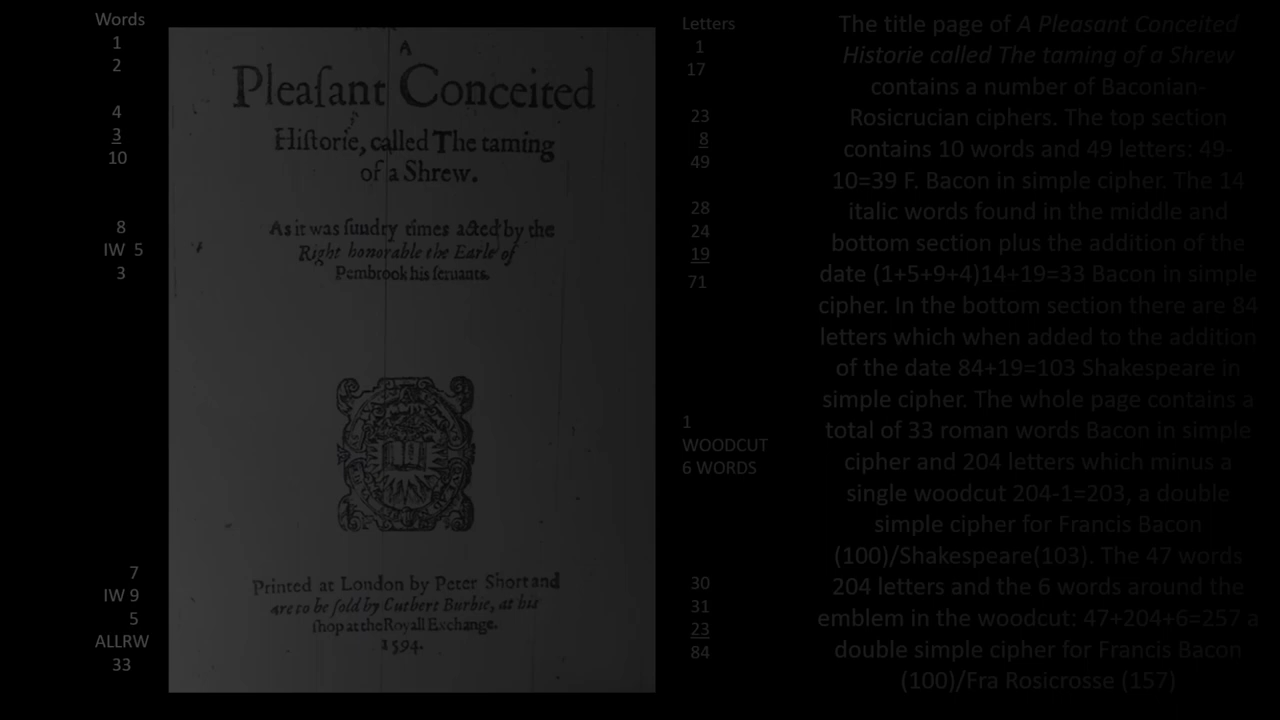 Words
1
2
4
3
10
8
IW 5
3
7
IW 9
5
ALLRW
33
A
Pleaſant Conceited
Hiſtorie, called The taming
of a Shrew.
As it was ſundry times acted by the
Right honorable the Earle of
Pembrook his ſeruants.
Printed at London by Peter Short and
are to be ſold by Cutbert Burbie, at his
ſhop at the Royall Exchange.
1594.
Letters
1
17
23
8
49
28
24
19
71
1
WOODCUT
6 WORDS
30
31
23
84
The title page of A Pleasant Conceited
Historie called The taming of a Shrew
contains a number of Baconian-
Rosicrucian ciphers. The top section
contains 10 words and 49 letters: 49-
10=39 F. Bacon in simple cipher. The 14
italic words found in the middle and
bottom section plus the addition of the
date (1+5+9+4)14+19=33 Bacon in simple
cipher. In the bottom section there are 84
letters which when added to the addition
of the date 84+19=103 Shakespeare in
simple cipher. The whole page contains a
total of 33 roman words Bacon in simple
cipher and 204 letters which minus a
single woodcut 204-1=203, a double
simple cipher for Francis Bacon
(100)/Shakespeare(103). The 47 words
204 letters and the 6 words around the
emblem in the woodcut: 47+204+6=257 a
double simple cipher for Francis Bacon
(100)/Fra Rosicrosse (157)